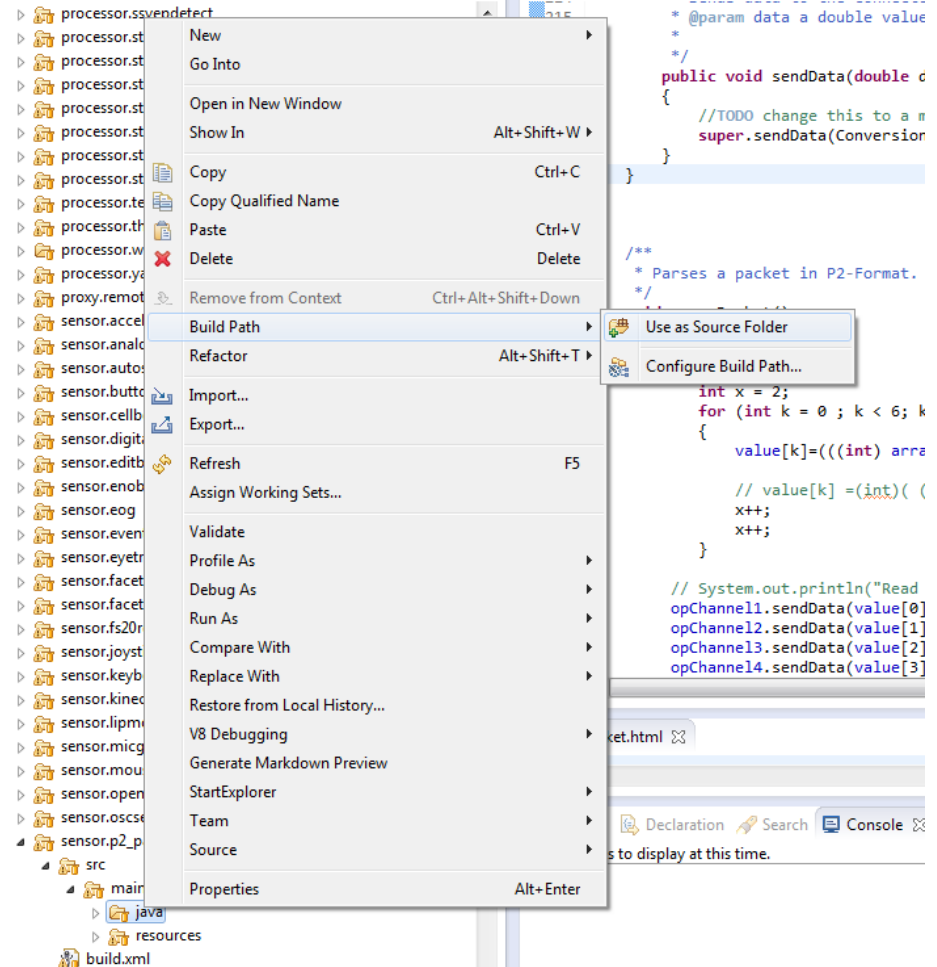 processor.ssvepdetect
processor.st
processor.st
processor.st
processor.st
processor.st
processor.st
processor.st
processor.te
processor.th
processor.w
processor.ya
proxy.remot
sensor.accel
sensor.analo
sensor.autos
sensor.butto
sensor.cellb
sensor.digita
sensor.editb
sensor.enob
sensor.eog
sensor.even
sensor.eyetr
sensor.facet
sensor.facet
sensor.fs20r
sensor.joyst
sensor.keyb
sensor.kinec
sensor.lipmo
sensor.micg
sensor.mou
sensor.open
sensor.oscse
sensor.p2_p
src
main
java
resources
build.xml
New
Go Into
Open in New Window
Show In Alt+Shift+W
Copy Ctrl+C
Copy Qualified Name
Paste Ctrl+V
Delete Delete
Remove from Context Ctrl+Alt+Shift+Down
Build Path
Refactor Alt+Shift+T
Import...
Export...
Refresh F5
Assign Working Sets...
Validate
Profile As
Debug As
Run As
Compare With
Replace With
Restore from Local History...
V8 Debugging
Generate Markdown Preview
StartExplorer
Team
Source
Properties Alt+Enter
Use as Source Folder
Configure Build Path...
215
* @param data a double value
*
*/
public void sendData(double d
{
//TODO change this to a m
super.sendData(Conversion
}
}
/**
* Parses a packet in P2-Format.
*/
int x = 2;
for (int k = 0 ; k < 6; k
{
value[k]=(((int) arra
// value[k] =(int)( (
x++;
x++;
}
// System.out.println("Read
opChannel1.sendData(value[0]
opChannel2.sendData(value[1]
opChannel3.sendData(value[2]
opChannel4.sendData(value[3]
ket.html
Declaration Search Console
s to display at this time.